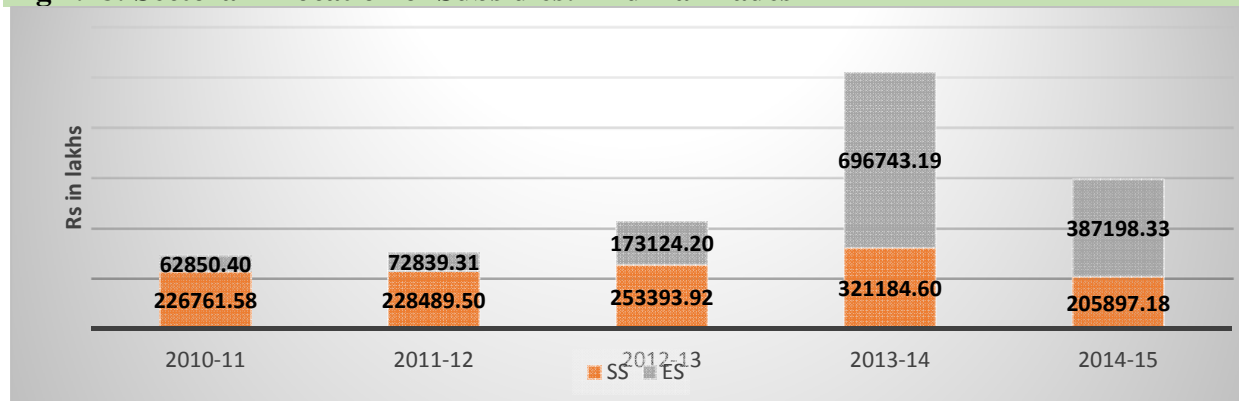 Rs in lakhs
696743.19
387198.33
173124.20
62850.40 72839.31
226761.58 228489.50 253393.92 321184.60 205897.18
2010-11 2011-12 2012-13 2013-14 2014-15
SS ES